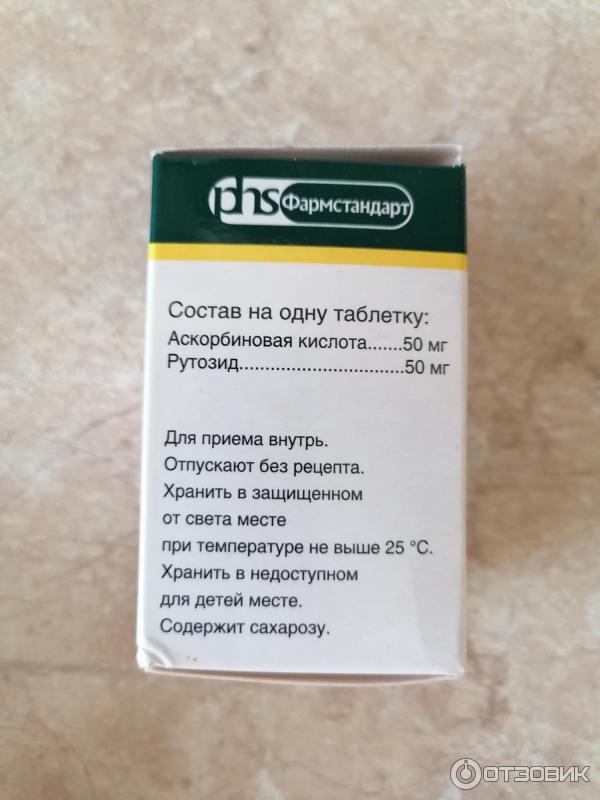 phs Фармстандарт
Состав на одну таблетку:
Аскорбиновая кислота.......50 мг
Рутозид.................................50 мг
Для приема внутрь.
Отпускают без рецепта.
Хранить в защищенном
от света месте
при температуре не выше 25 °С.
Хранить в недоступном
для детей месте.
Содержит сахарозу.
ОТЗОВИК